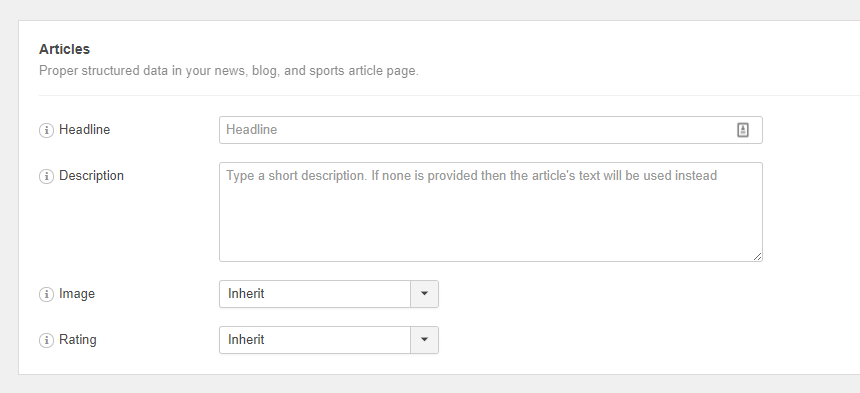 Articles
Proper structured data in your news, blog, and sports article page.
Headline
Headline
Description
Type a short description. If none is provided then the article's text will be used instead
Image
Inherit
Rating
Inherit